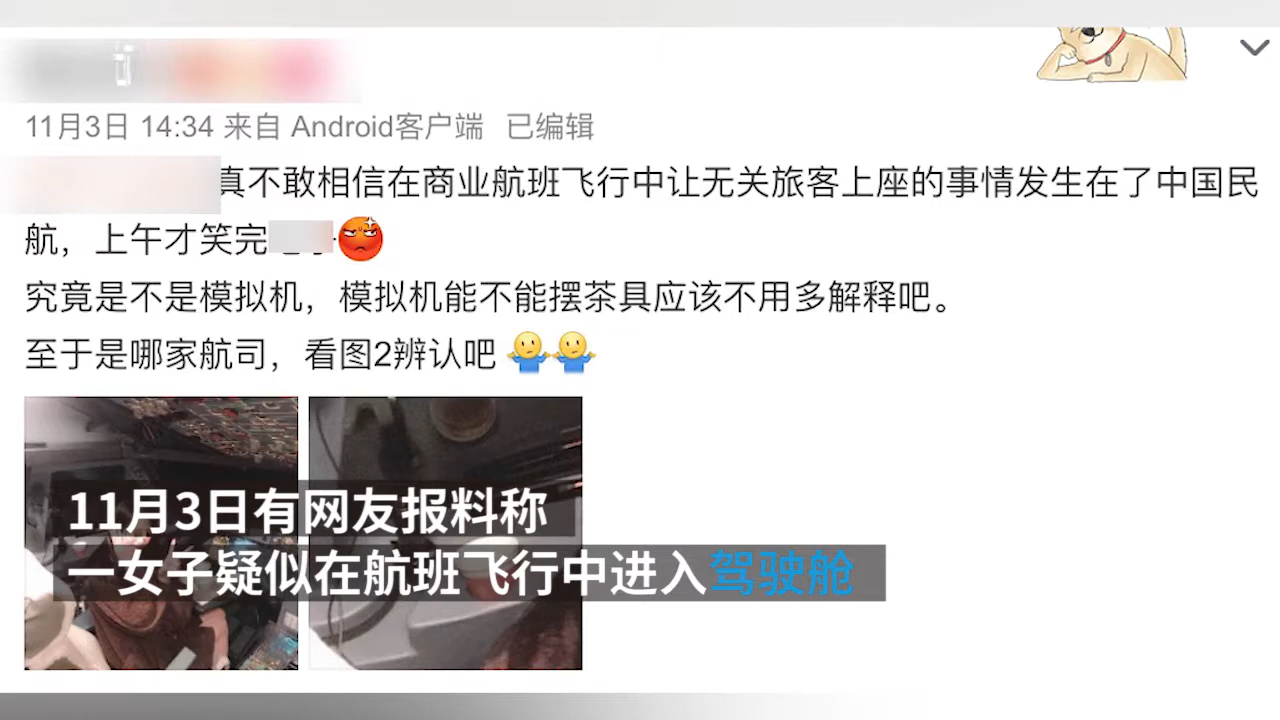 11月3日 14:34 来自 Android客户端 已编辑
真不敢相信在商业航班飞行中让无关旅客上座的事情发生在了中国民
航，上午才笑完
究竟是不是模拟机，模拟机能不能摆茶具应该不用多解释吧。
至于是哪家航司，看图2辨认吧
11月3日有网友报料称
一女子疑似在航班飞行中进入驾驶舱